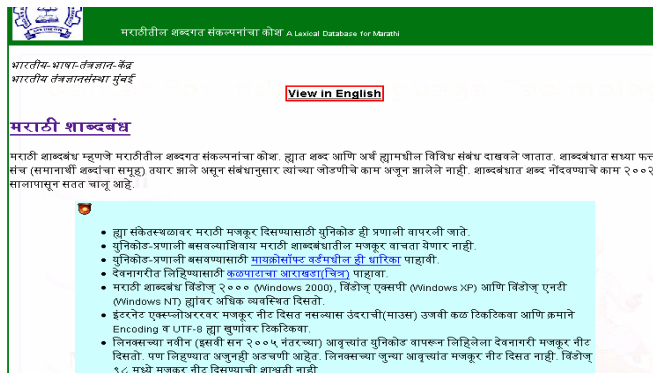 मराठीतील शब्दगत संकल्पनांचा कोश A Lexical Database for Marathi
भारतीय-भाषा-तंत्रज्ञान-केंद्र
भारतीय तंत्रज्ञानसंस्था मुंबई
View in English
मराठी शाब्दबंध
मराठी शाब्दबंध म्हणजे मराठीतील शब्दगत संकल्पनांचा कोश. ह्यात शब्द आणि अर्थ ह्यामधील विविध संबंध दाखवले जातात. शाब्दबंधात सध्या
संच (समानार्थी शब्दांचा समूह) तयार झाले असून संबंधानुसार त्यांच्या जोडणीचे काम अजून झालेले नाही. शाब्दबंधात शब्द नोंदवण्याचे काम २००२
सालापासून सतत चालू आहे.
ह्या संकेतस्थळावर मराठी मजकूर दिसण्यासाठी युनिकोड ही प्रणाली वापरली जाते.
युनिकोड-प्रणाली बसवल्याशिवाय मराठी शाब्दबंधातील मजकूर वाचता येणार नाही.
युनिकोड-प्रणाली बसवण्यासाठी मायक्रोसॉफ्ट वर्डमधील ही धारिका पाहावी.
देवनागरीत लिहिण्यासाठी कळपाटाचा आराखडा(चित्र) पाहावा.
मराठी शाब्दबंध विंडोज् २००० (Windows 2000), विंडोज् एक्सपी (Windows XP) आणि विंडोज् एनटी
(Windows NT) ह्यांवर अधिक व्यवस्थित दिसतो.
इंटरनेट एक्स्प्लोअररवर मजकूर नीट दिसत नसल्यास उंदराची(माउस) उजवी कळ टिकटिकवा आणि क्रमाने
Encoding व UTF-8 ह्या खुणांवर टिकटिकवा.
लिनक्सच्या नवीन (इसवी सन २००५ नंतरच्या) आवृत्त्यांत युनिकोड वापरून लिहिलेला देवनागरी मजकूर नीट
दिसतो. पण लिहण्यात अजुनही अडचणी आहेत. लिनक्सच्या जुन्या आवृत्त्यांत मजकूर नीट दिसत नाही. विंडोज्
९८ मध्ये मजकूर नीट दिसण्याची शाश्वती नाही